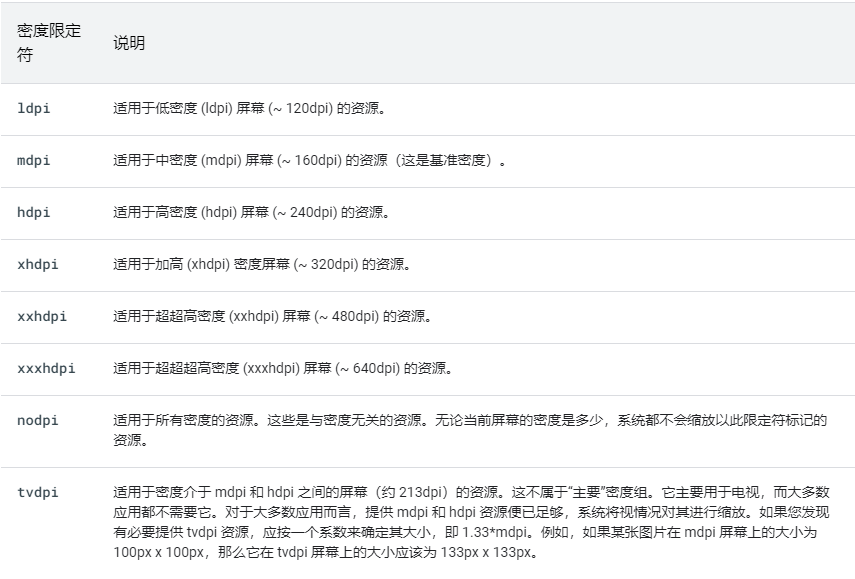 密度限定
符
说明
ldpi
适用于低密度 (ldpi) 屏幕 (~ 120dpi) 的资源。
mdpi
适用于中密度 (mdpi) 屏幕 (~ 160dpi) 的资源（这是基准密度）。
hdpi
适用于高密度 (hdpi) 屏幕 (~ 240dpi) 的资源。
xhdpi
适用于加高 (xhdpi) 密度屏幕 (~ 320dpi) 的资源。
xxhdpi
适用于超超高密度 (xxhdpi) 屏幕 (~ 480dpi) 的资源。
xxxhdpi
适用于超超超高密度 (xxxhdpi) 屏幕 (~ 640dpi) 的资源。
nodpi
适用于所有密度的资源。这些是与密度无关的资源。无论当前屏幕的密度是多少，系统都不会缩放以此限定符标记的
资源。
tvdpi
适用于密度介于 mdpi 和 hdpi 之间的屏幕（约 213dpi）的资源。这不属于“主要”密度组。它主要用于电视，而大多数
应用都不需要它。对于大多数应用而言，提供 mdpi 和 hdpi 资源便已足够，系统将视情况对其进行缩放。如果您发现
有必要提供 tvdpi 资源，应按一个系数来确定其大小，即 1.33*mdpi。例如，如果某张图片在 mdpi 屏幕上的大小为
100px x 100px，那么它在 tvdpi 屏幕上的大小应该为 133px x 133px。